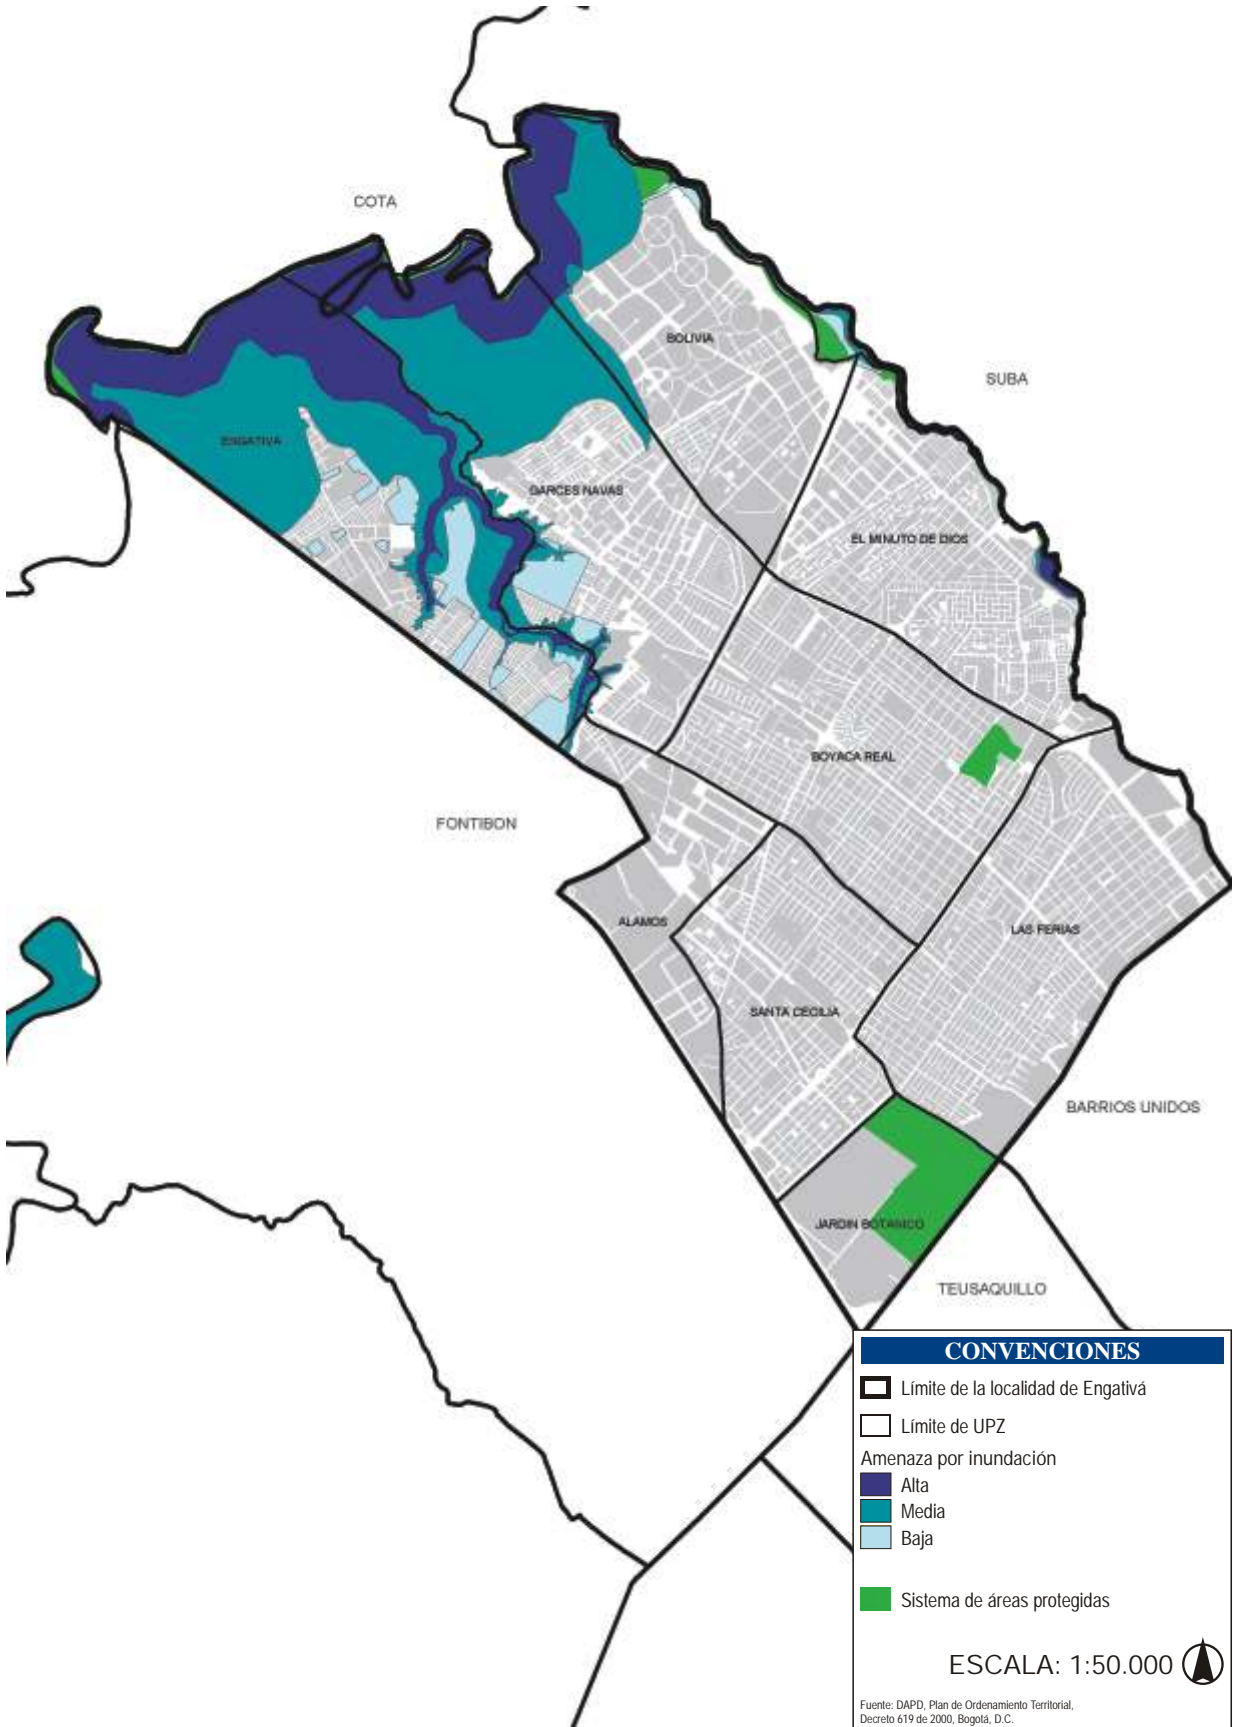 COTA
SUBA
BOLIVIA
ENGATIVA
GARCES NAVAS
EL MINUTO DE DIOS
BOYACA REAL
FONTIBON
ALAMOS
LAS FERIAS
SANTA CECILIA
BARRIOS UNIDOS
JARDIN BOTANICO
TEUSAQUILLO
CONVENCIONES
Límite de la localidad de Engativá
Límite de UPZ
Amenaza por inundación
Alta
Media
Baja
Sistema de áreas protegidas
ESCALA: 1:50.000
Fuente: DAPD, Plan de Ordenamiento Territorial,
Decreto 619 de 2000, Bogotá, D.C.